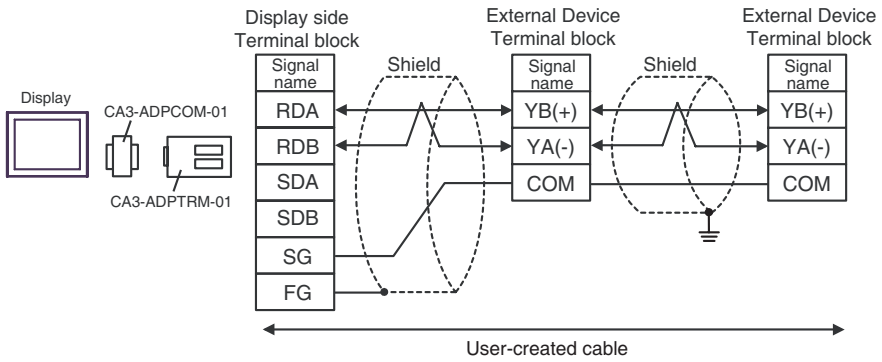 Display side
Terminal block
External Device
Terminal block
External Device
Terminal block
Signal
name
Shield
Signal
name
Shield
Signal
name
Display
CA3-ADPCOM-01
CA3-ADPTRM-01
RDA
YB(+)
YB(+)
RDB
YA(-)
YA(-)
SDA
COM
COM
SDB
SG
FG
User-created cable